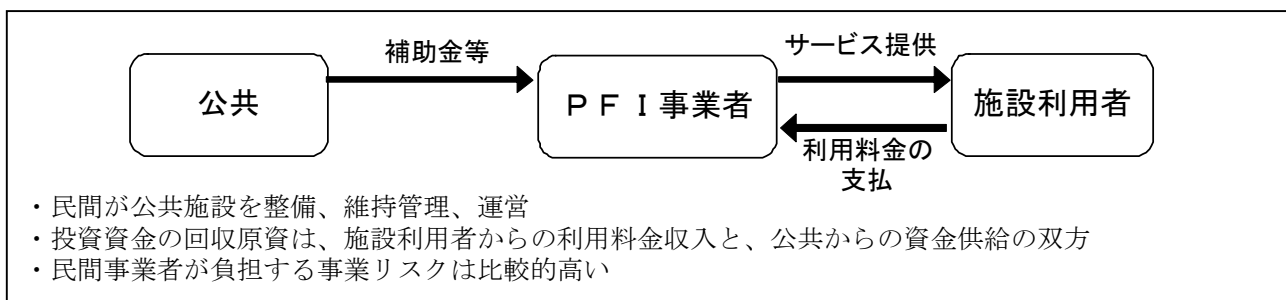 補助金等
サービス提供
公共
ＰＦＩ事業者
施設利用者
利用料金の
支払
・民間が公共施設を整備、維持管理、運営
・投資資金の回収原資は、施設利用者からの利用料金収入と、公共からの資金供給の双方
・民間事業者が負担する事業リスクは比較的高い